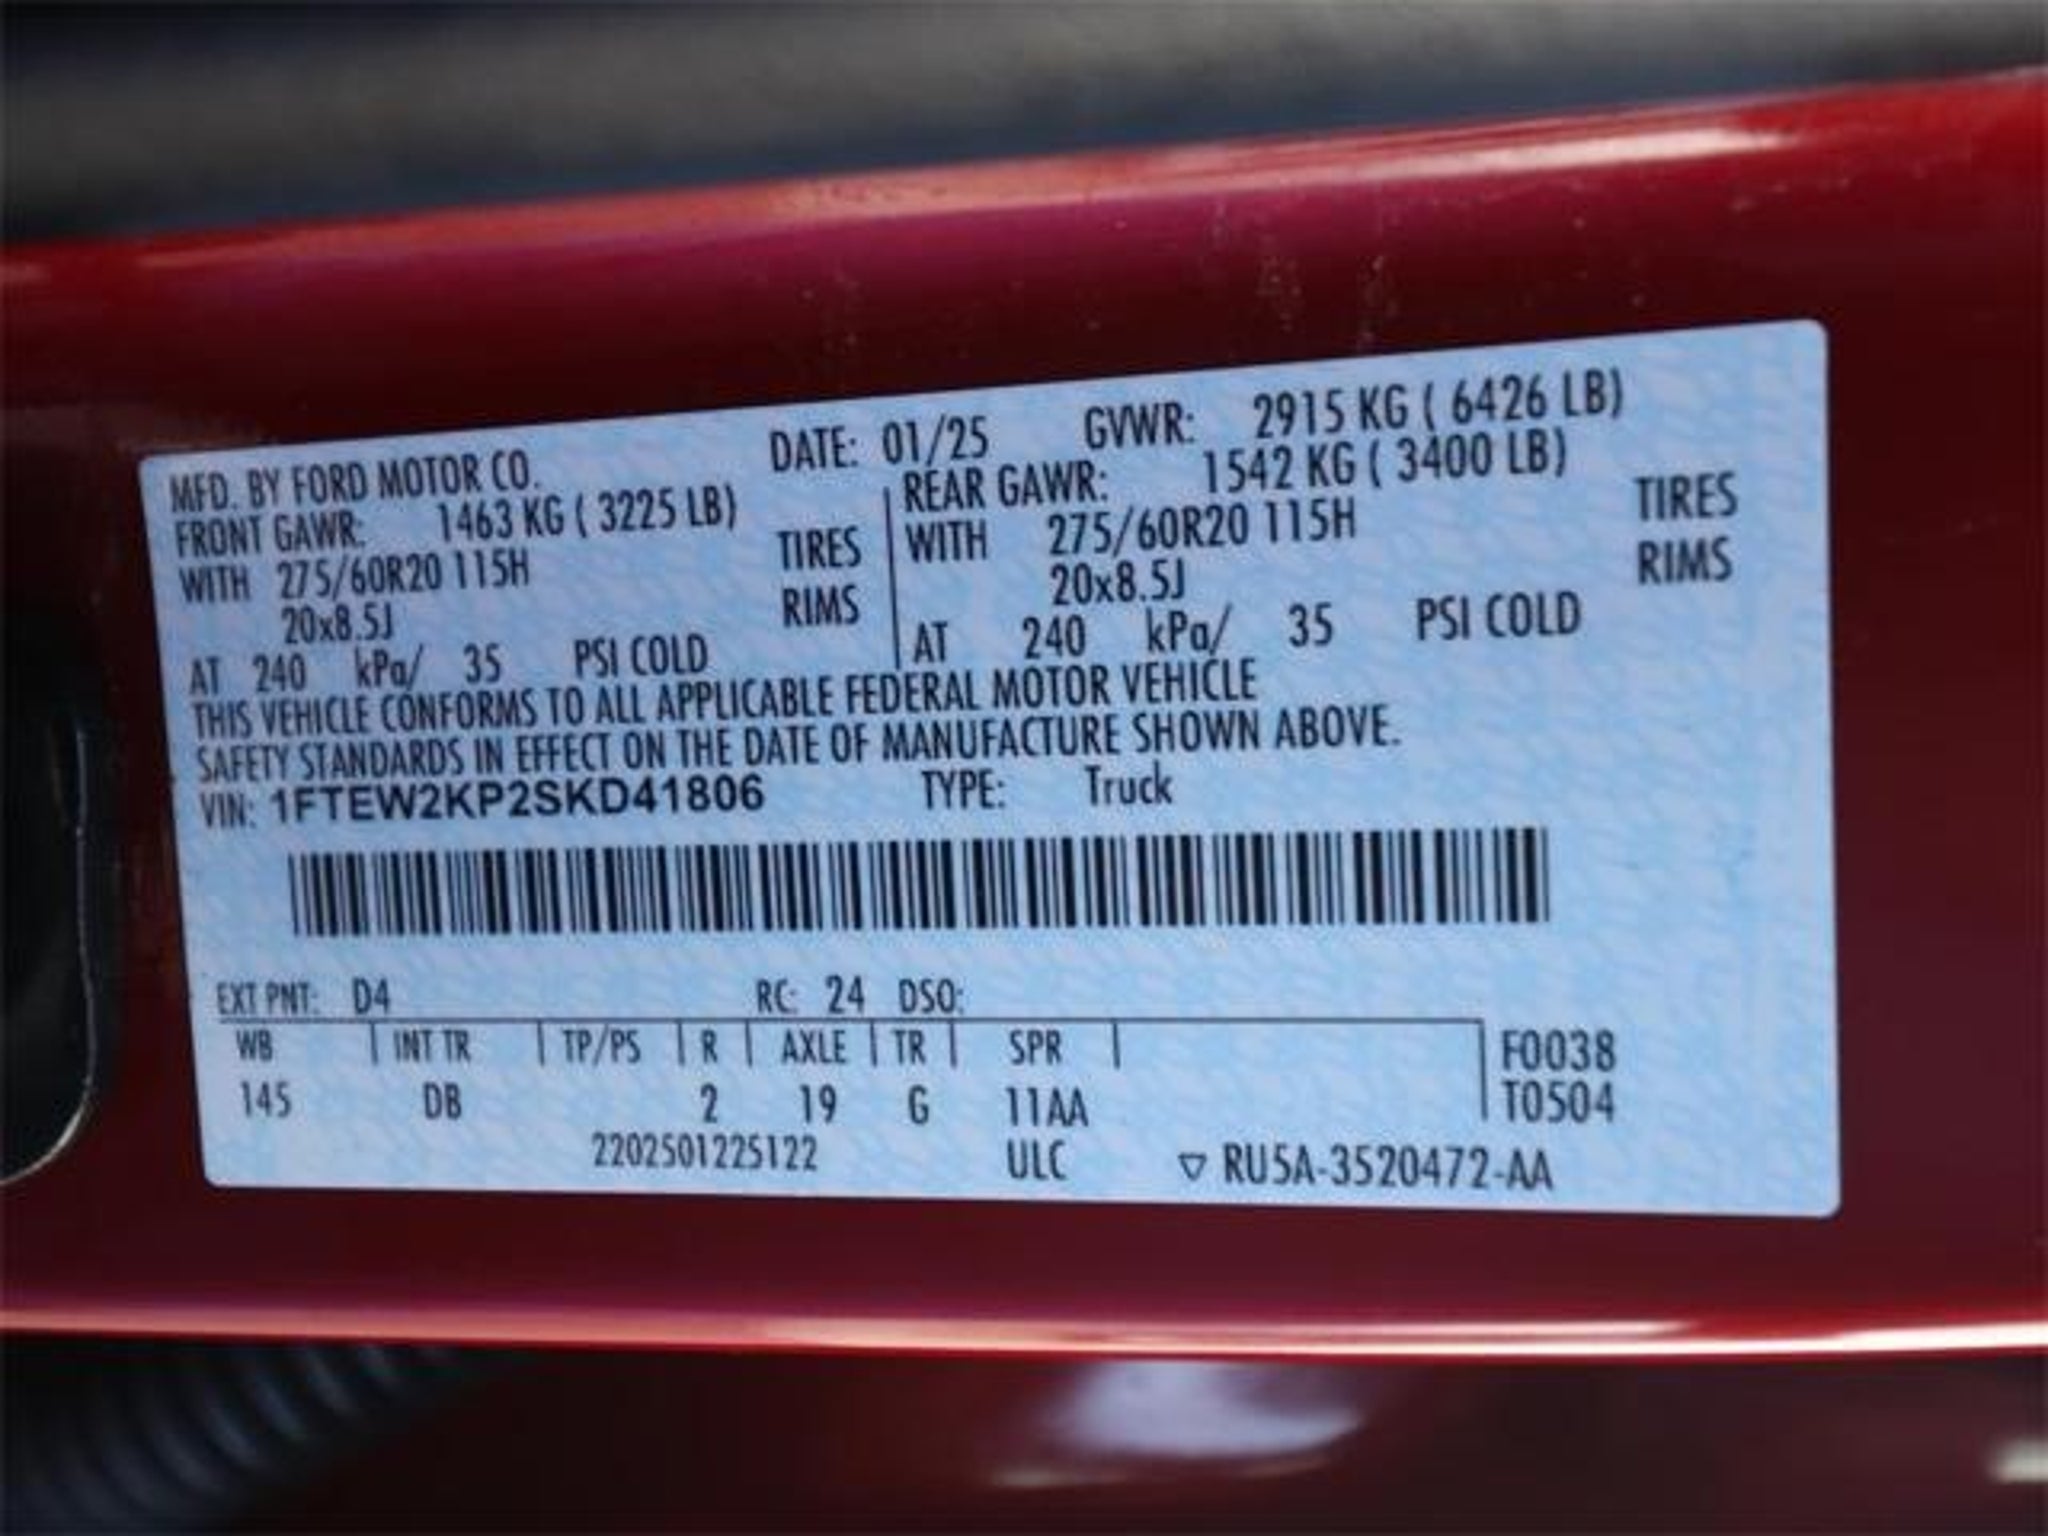 MFD. BY FORD MOTOR CO. DATE: 01/25 GVWR: 2915 KG ( 6426 LB)
FRONT GAWR: 1463 KG ( 3225 LB) REAR GAWR: 1542 KG ( 3400 LB)
WITH 275/60R20 115H TIRES WITH 275/60R20 115H TIRES
20x8.5J RIMS 20x8.5J RIMS
AT 240 kPa/ 35 PSI COLD AT 240 kPa/ 35 PSI COLD
THIS VEHICLE CONFORMS TO ALL APPLICABLE FEDERAL MOTOR VEHICLE
SAFETY STANDARDS IN EFFECT ON THE DATE OF MANUFACTURE SHOWN ABOVE.
VIN: 1FTEW2KP2SKD41806 TYPE: Truck
EXT PNT: D4 RC: 24 DSO:
WB INT TR TP/PS R AXLE TR SPR F0038
145 DB 2 19 G 11AA T0504
2202501225122 ULC ▽ RU5A-3520472-AA